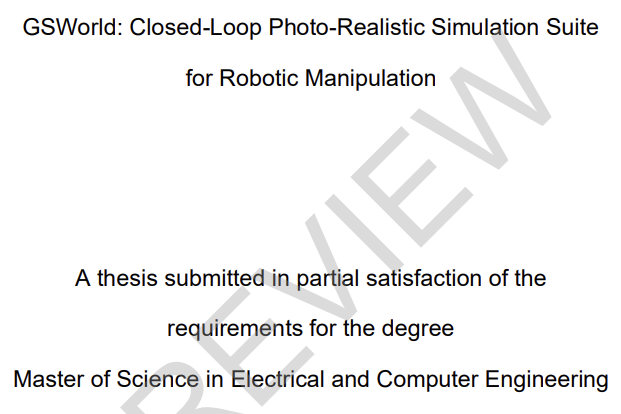 GSWorld: Closed-Loop Photo-Realistic Simulation Suite
for Robotic Manipulation
A thesis submitted in partial satisfaction of the
requirements for the degree
Master of Science in Electrical and Computer Engineering
REVIEW